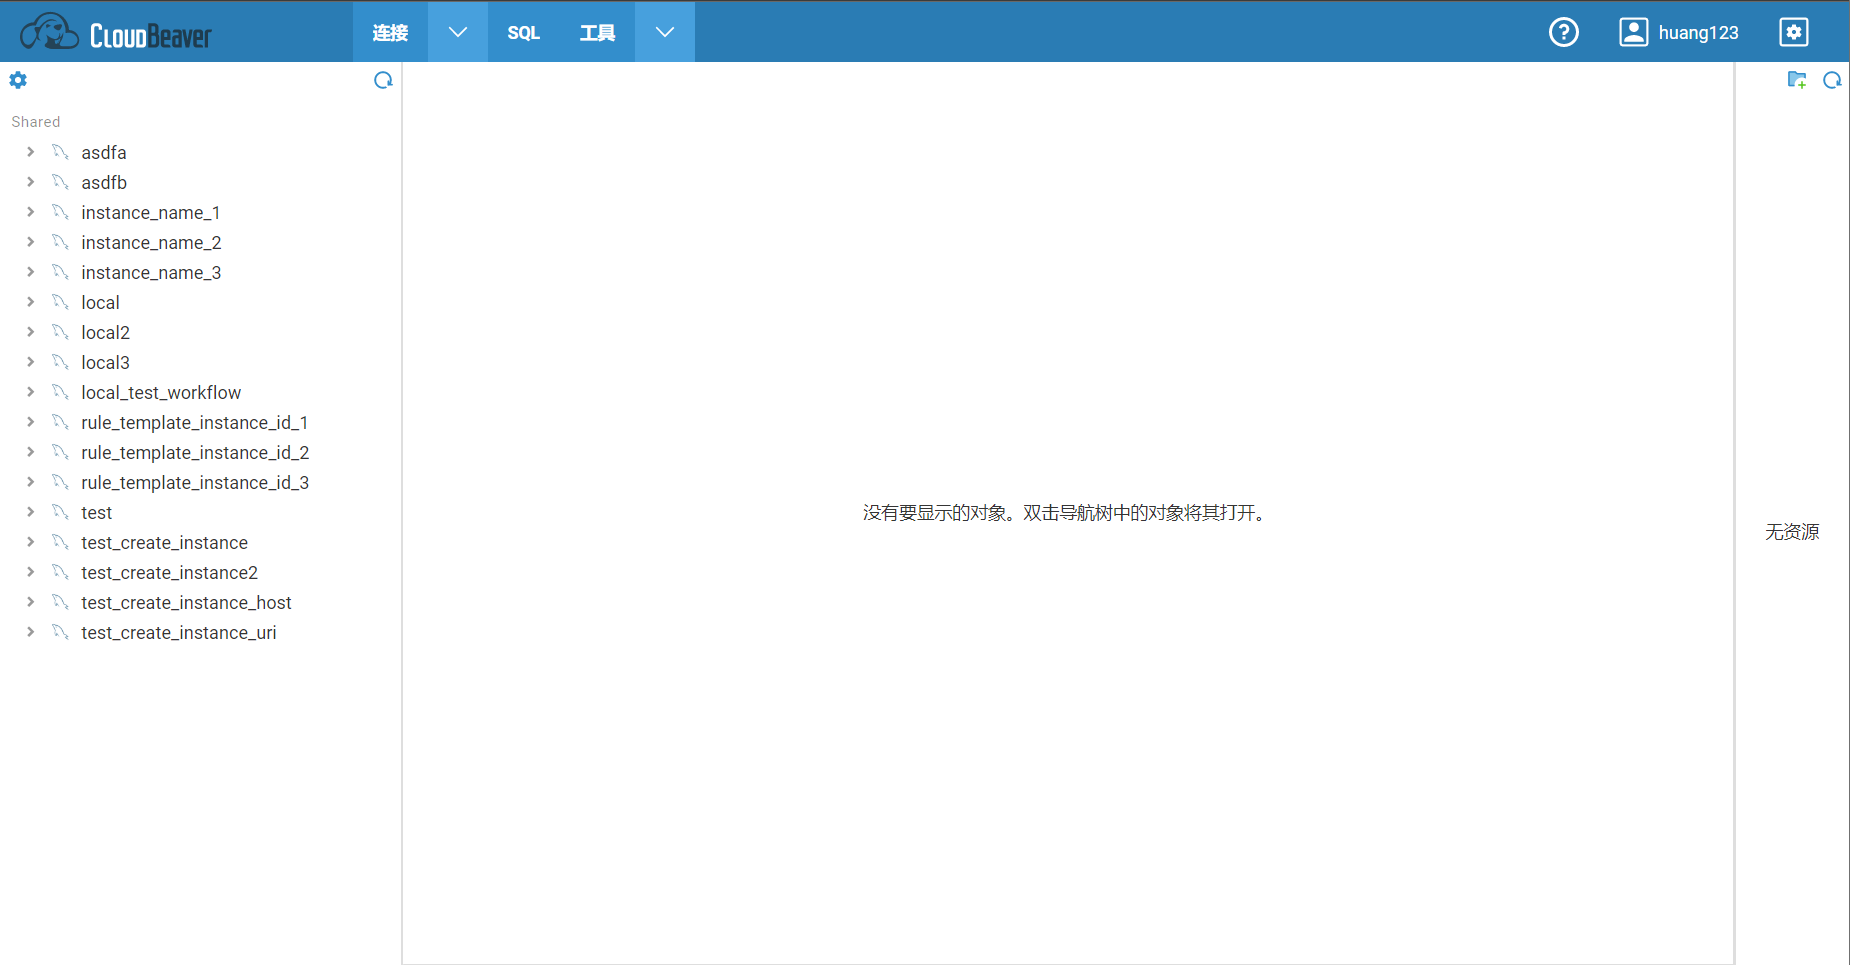 CloudBeaver 连接 SQL 工具 huang123
Shared
asdfa
asdfb
instance_name_1
instance_name_2
instance_name_3
local
local2
local3
local_test_workflow
rule_template_instance_id_1
rule_template_instance_id_2
rule_template_instance_id_3
test
test_create_instance
test_create_instance2
test_create_instance_host
test_create_instance_uri
没有要显示的对象。双击导航树中的对象将其打开。
无资源